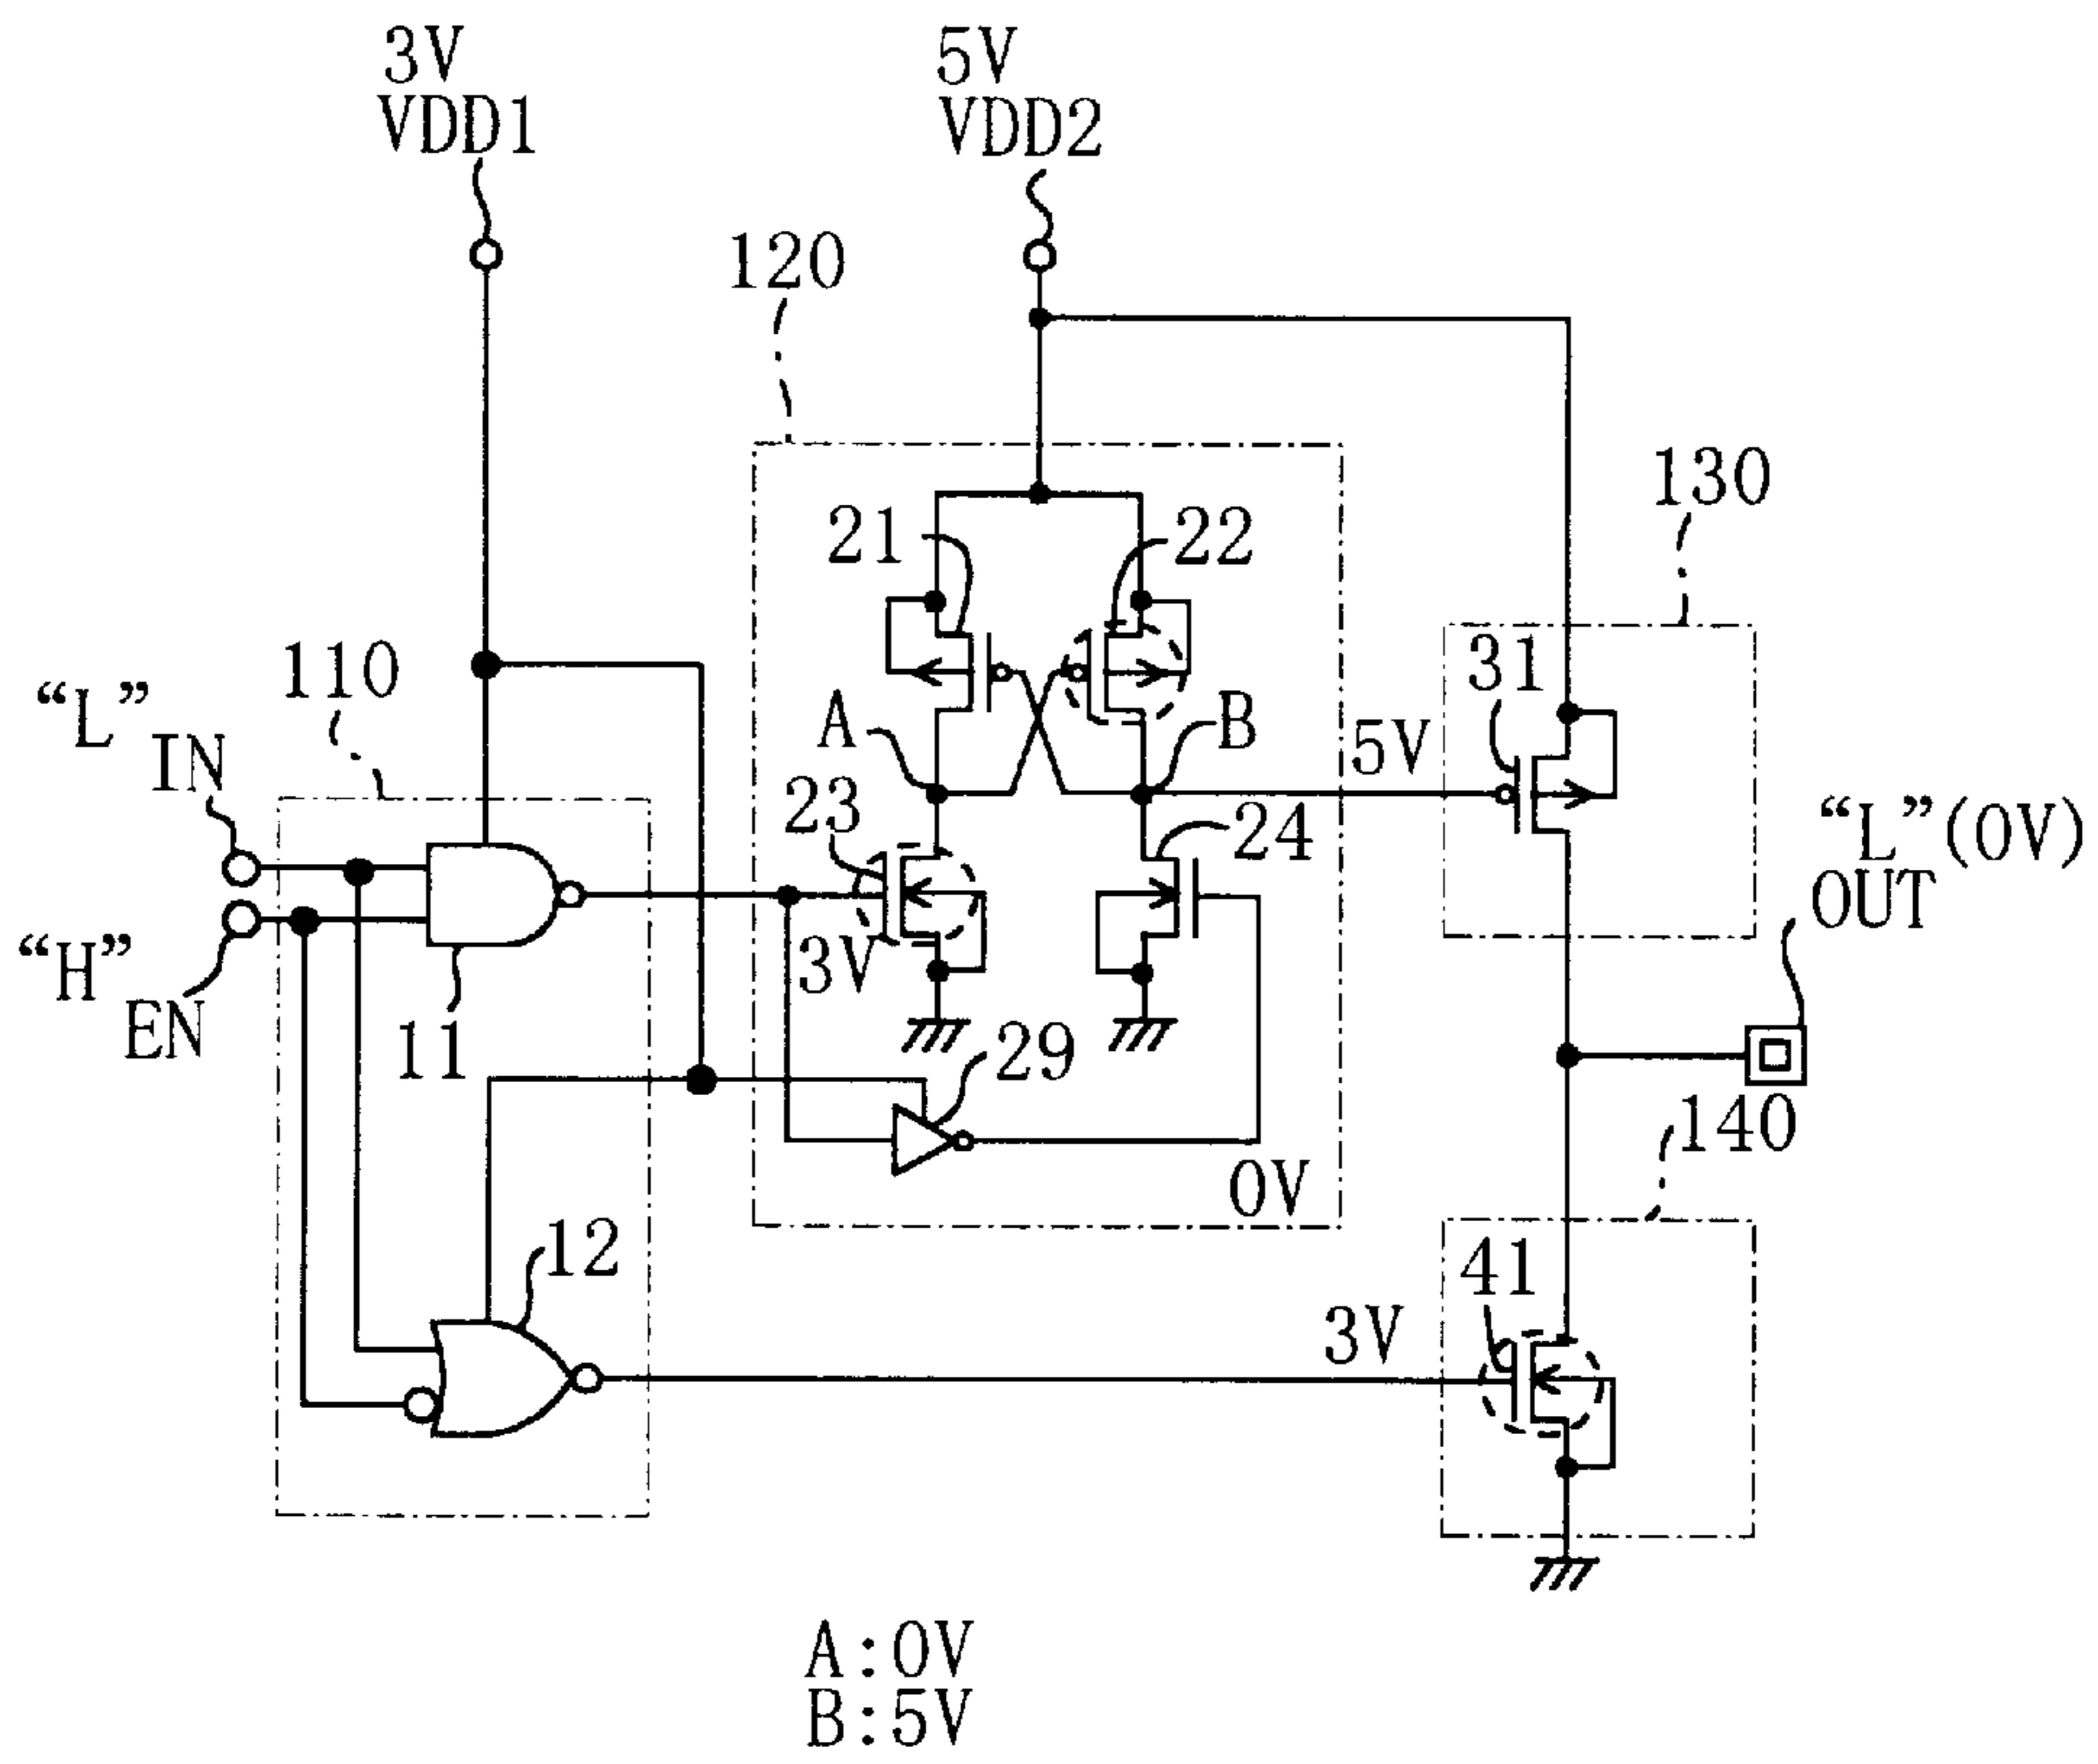 3V
VDD1
5V
VDD2
120
130
21
22
110
31
“L”
IN
A
B
5V
23
24
“L”(0V)
OUT
3V
“H”
EN
11
29
140
0V
12
41
3V
A:0V
B:5V